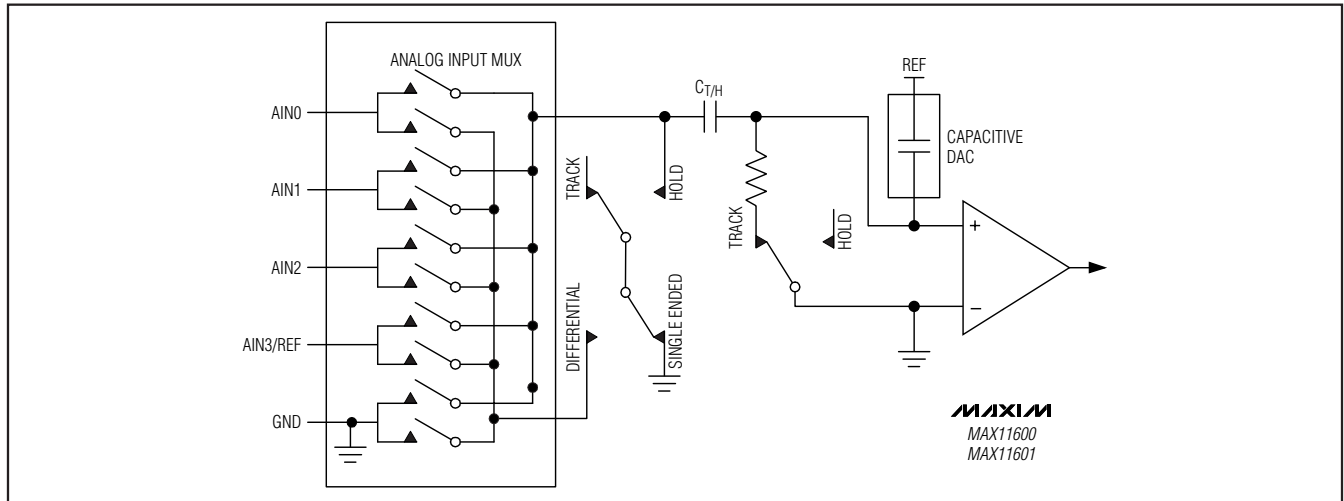 ANALOG INPUT MUX
AIN0
AIN1
AIN2
AIN3/REF
GND
TRACK
HOLD
DIFFERENTIAL
SINGLE ENDED
CT/H
TRACK
HOLD
REF
CAPACITIVE
DAC
+
−
MAXIM
MAX11600
MAX11601